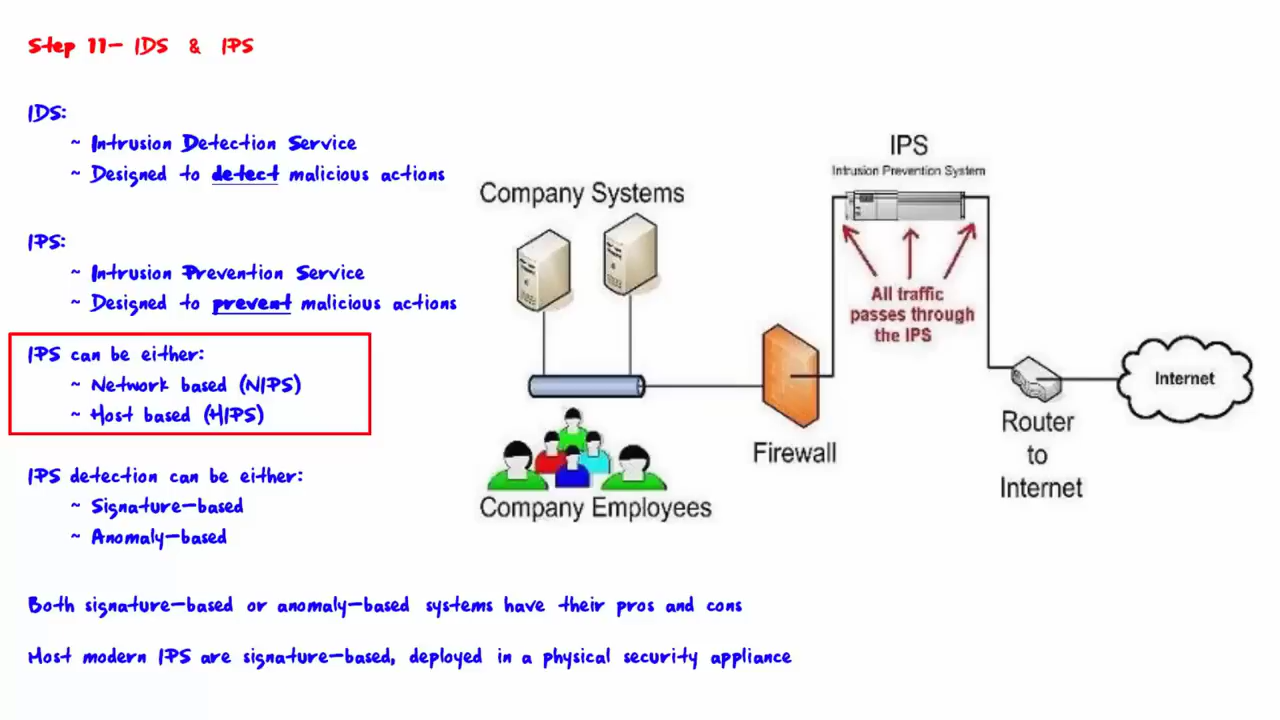 Step 11- IDS & IPS
IDS:
~ Intrusion Detection Service
~ Designed to detect malicious actions
IPS:
~ Intrusion Prevention Service
~ Designed to prevent malicious actions
IPS can be either:
~ Network based (NIPS)
~ Host based (HIPS)
IPS detection can be either:
~ Signature-based
~ Anomaly-based
Both signature-based or anomaly-based systems have their pros and cons
Most modern IPS are signature-based, deployed in a physical security appliance
Company Systems
Company Employees
Firewall
IPS
Intrusion Prevention System
All traffic
passes through
the IPS
Router
to
Internet
Internet